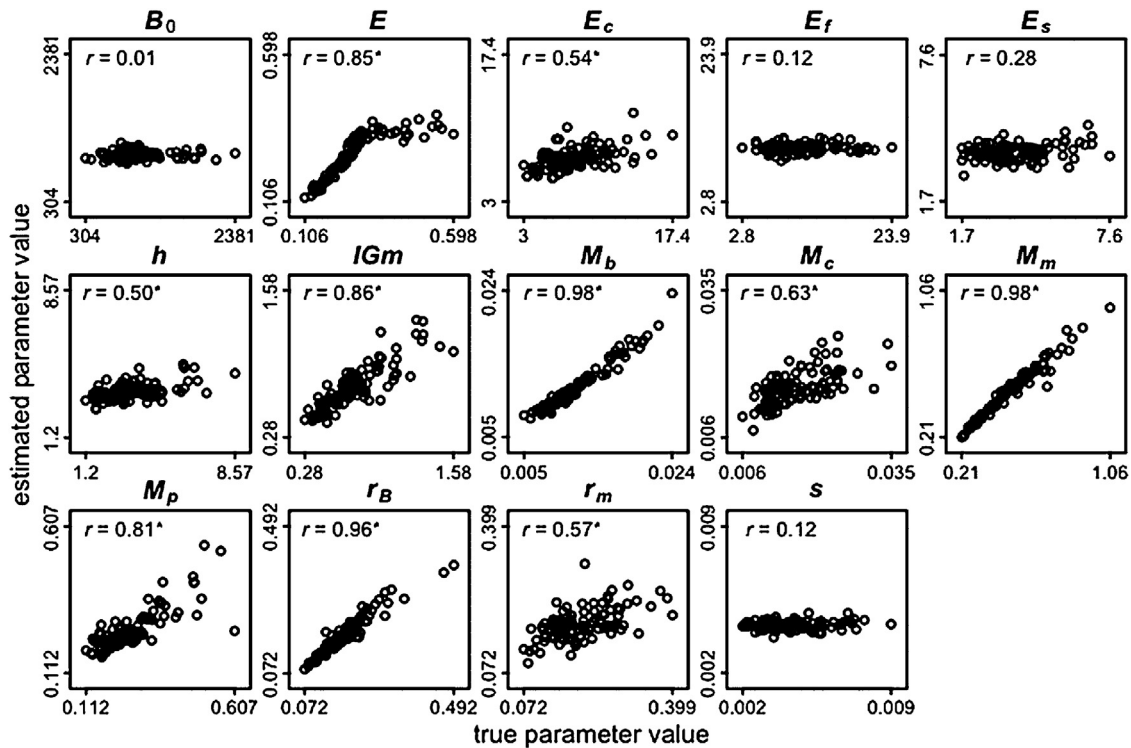 B0 E Ec Ef Es
2381 0.598 17.4 23.9 7.6
r = 0.01 r = 0.85* r = 0.54* r = 0.12 r = 0.28
304 0.106 3 2.8 1.7
304 2381 0.106 0.598 3 17.4 2.8 23.9 1.7 7.6
h IGm Mb Mc Mm
8.57 1.58 0.024 0.035 1.06
r = 0.50* r = 0.86* r = 0.98* r = 0.63* r = 0.98*
estimated parameter value
1.2 0.28 0.005 0.006 0.21
1.2 8.57 0.28 1.58 0.005 0.024 0.006 0.035 0.21 1.06
Mp rB rm s
0.607 0.492 0.399 0.009
r = 0.81* r = 0.96* r = 0.57* r = 0.12
0.112 0.072 0.072 0.002
0.112 0.607 0.072 0.492 0.072 0.399 0.002 0.009
true parameter value